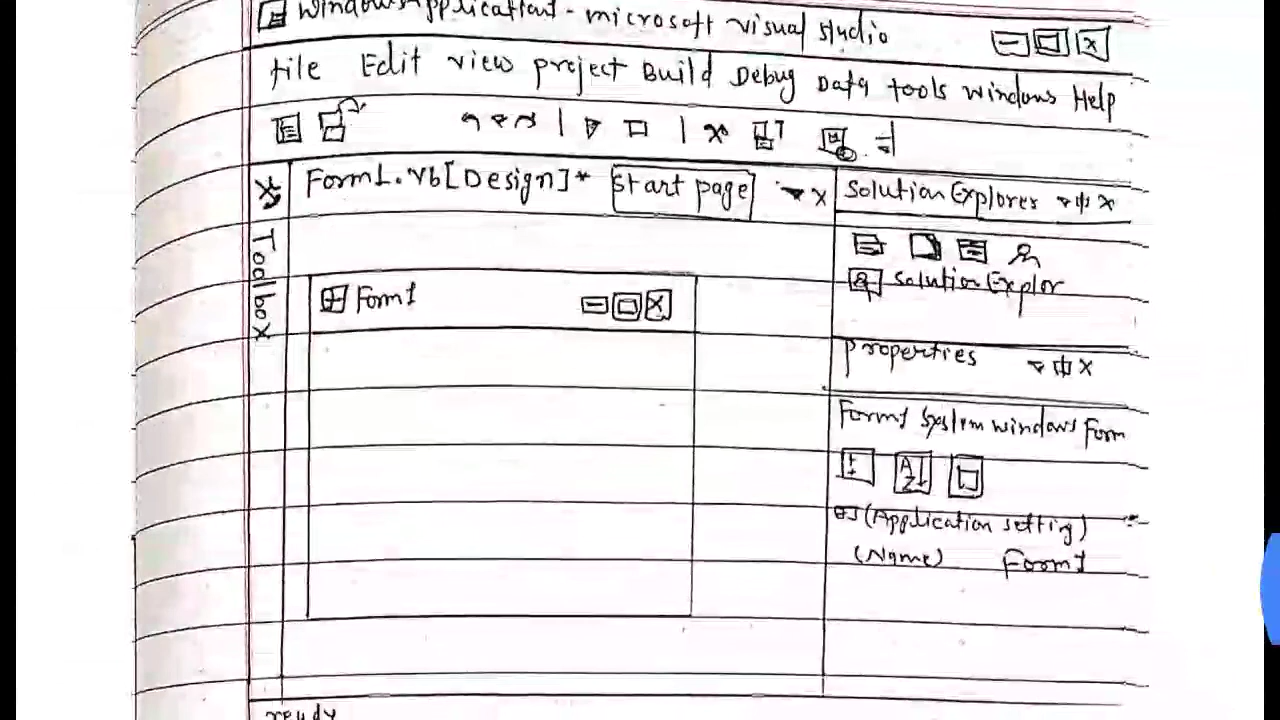 WindowsApplication1 - microsoft visual studio
file Edit view project Build Debug Data tools windows Help
Form1.vb[Design]* start page x
Toolbox
Solution Explorer x
Solution Explor
Form1
properties x
Form1 System windows Form
A
Z
(Application setting)
(Name) Form1
ready